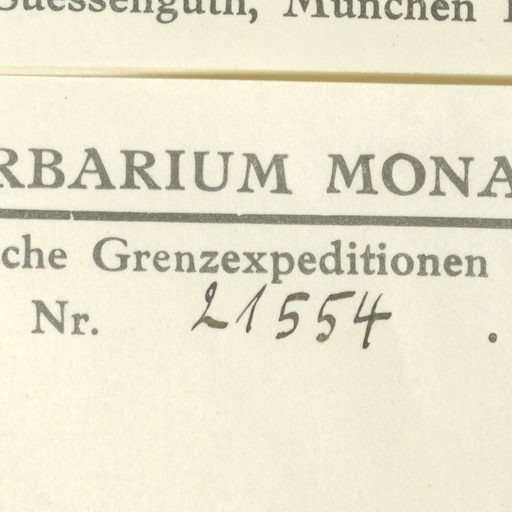 Suessenguth, München
RBARIUM MONA
che Grenzexpeditionen
Nr. 21554 .